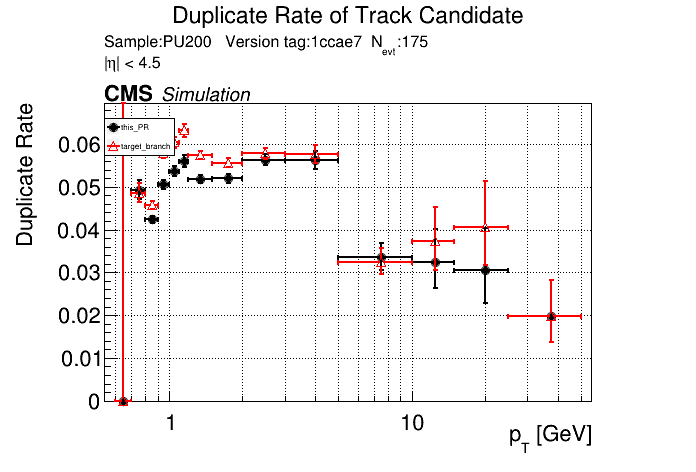 Duplicate Rate of Track Candidate
Sample:PU200 Version tag:1ccae7 N_evt:175
|η| < 4.5
CMS Simulation
this_PR
target_branch
Duplicate Rate
0.06
0.05
0.04
0.03
0.02
0.01
0
1
10
p_T [GeV]